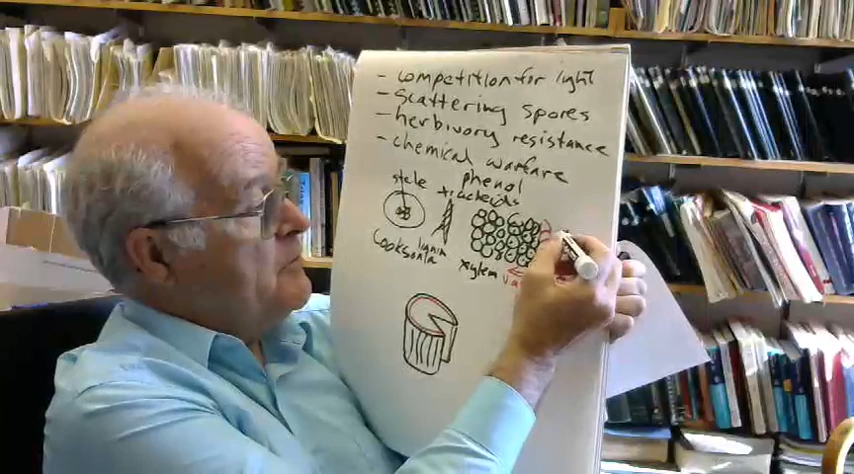 - competition for light
- scattering spores
- herbivory resistance
- chemical warfare
phenol
stele tracheids
lignin
Cooksonia
xylem